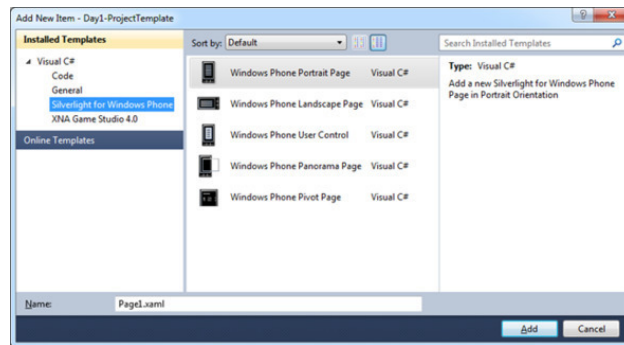 Add New Item - Day1-ProjectTemplate
Installed Templates
Visual C#
Code
General
Silverlight for Windows Phone
XNA Game Studio 4.0
Online Templates
Sort by: Default
Windows Phone Portrait Page Visual C#
Windows Phone Landscape Page Visual C#
Windows Phone User Control Visual C#
Windows Phone Panorama Page Visual C#
Windows Phone Pivot Page Visual C#
Search Installed Templates
Type: Visual C#
Add a new Silverlight for Windows Phone
Page in Portrait Orientation
Name: Page1.xaml
Add Cancel